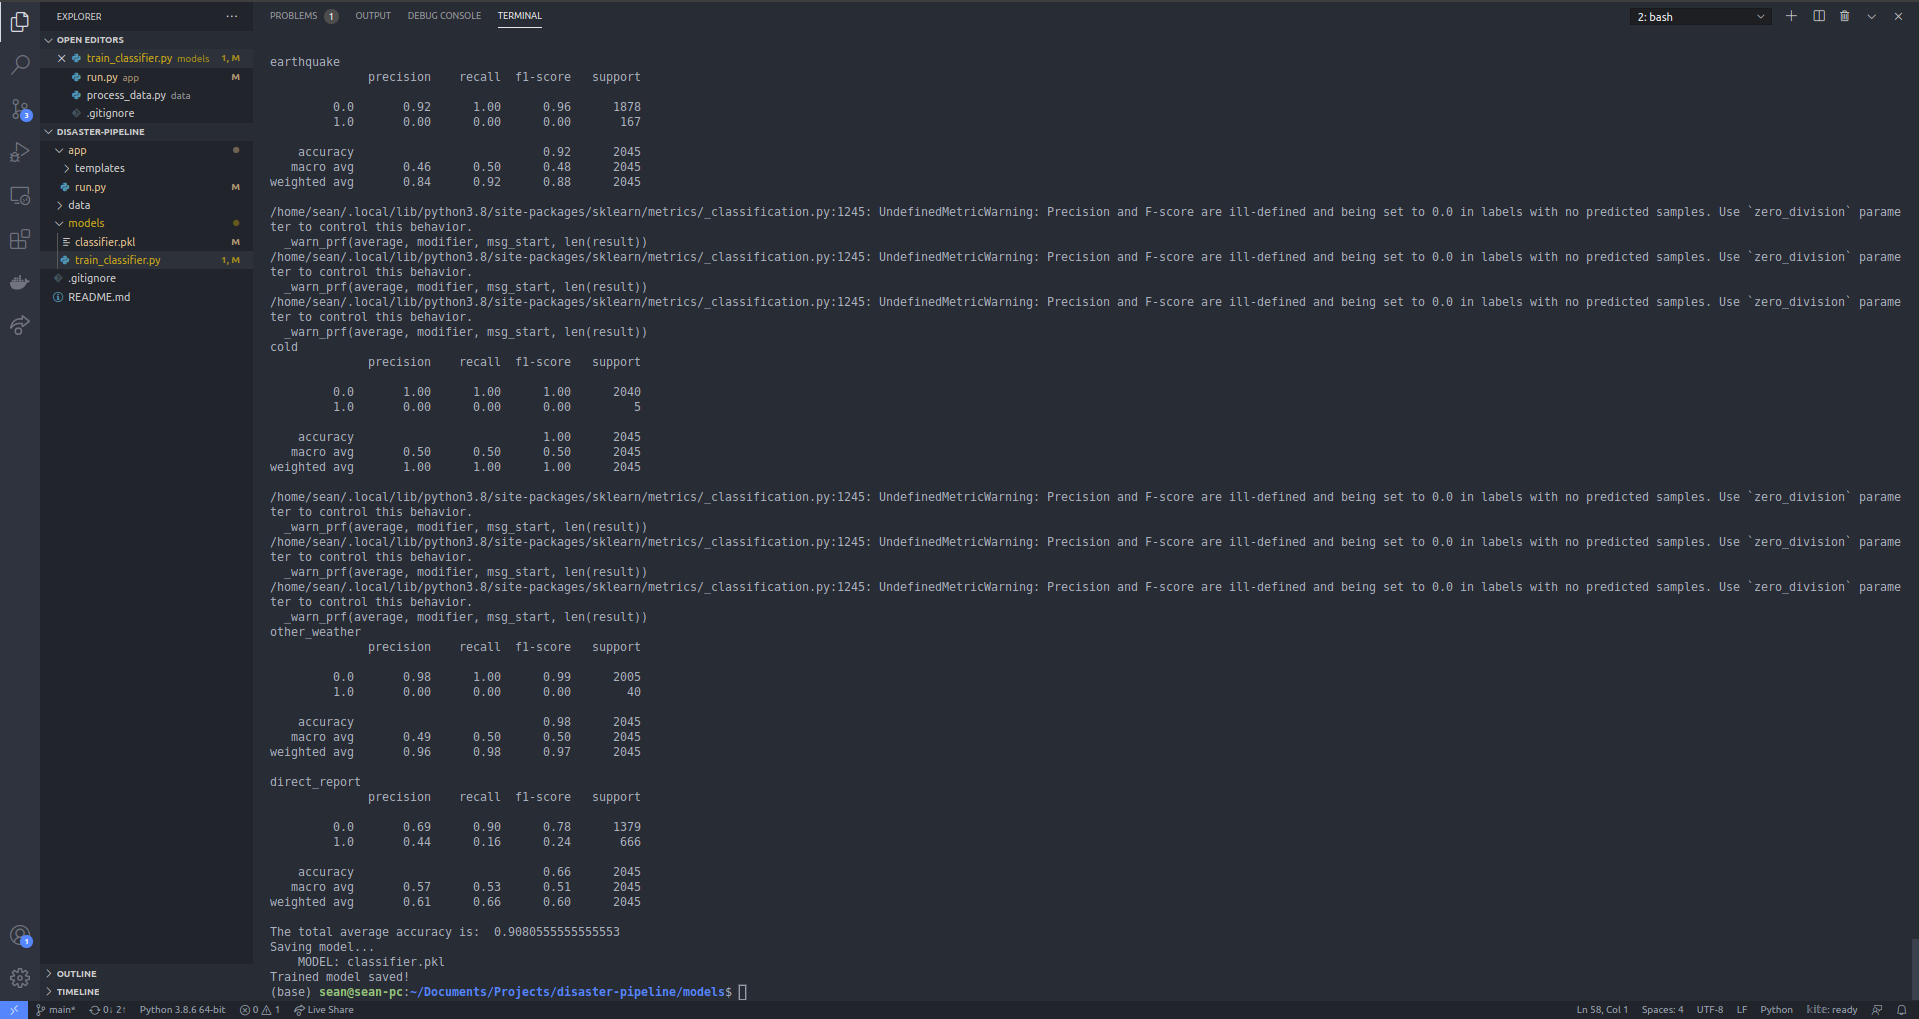 EXPLORER
···
OPEN EDITORS
train_classifier.py models 1, M
run.py app M
process_data.py data
.gitignore
DISASTER-PIPELINE
app
templates
run.py M
data
models
classifier.pkl M
train_classifier.py 1, M
.gitignore
README.md
OUTLINE
TIMELINE
3
1
PROBLEMS 1 OUTPUT DEBUG CONSOLE TERMINAL
2: bash
earthquake
precision recall f1-score support
0.0 0.92 1.00 0.96 1878
1.0 0.00 0.00 0.00 167
accuracy 0.92 2045
macro avg 0.46 0.50 0.48 2045
weighted avg 0.84 0.92 0.88 2045
/home/sean/.local/lib/python3.8/site-packages/sklearn/metrics/_classification.py:1245: UndefinedMetricWarning: Precision and F-score are ill-defined and being set to 0.0 in labels with no predicted samples. Use `zero_division` parame
ter to control this behavior.
_warn_prf(average, modifier, msg_start, len(result))
/home/sean/.local/lib/python3.8/site-packages/sklearn/metrics/_classification.py:1245: UndefinedMetricWarning: Precision and F-score are ill-defined and being set to 0.0 in labels with no predicted samples. Use `zero_division` parame
ter to control this behavior.
_warn_prf(average, modifier, msg_start, len(result))
/home/sean/.local/lib/python3.8/site-packages/sklearn/metrics/_classification.py:1245: UndefinedMetricWarning: Precision and F-score are ill-defined and being set to 0.0 in labels with no predicted samples. Use `zero_division` parame
ter to control this behavior.
_warn_prf(average, modifier, msg_start, len(result))
cold
precision recall f1-score support
0.0 1.00 1.00 1.00 2040
1.0 0.00 0.00 0.00 5
accuracy 1.00 2045
macro avg 0.50 0.50 0.50 2045
weighted avg 1.00 1.00 1.00 2045
/home/sean/.local/lib/python3.8/site-packages/sklearn/metrics/_classification.py:1245: UndefinedMetricWarning: Precision and F-score are ill-defined and being set to 0.0 in labels with no predicted samples. Use `zero_division` parame
ter to control this behavior.
_warn_prf(average, modifier, msg_start, len(result))
/home/sean/.local/lib/python3.8/site-packages/sklearn/metrics/_classification.py:1245: UndefinedMetricWarning: Precision and F-score are ill-defined and being set to 0.0 in labels with no predicted samples. Use `zero_division` parame
ter to control this behavior.
_warn_prf(average, modifier, msg_start, len(result))
/home/sean/.local/lib/python3.8/site-packages/sklearn/metrics/_classification.py:1245: UndefinedMetricWarning: Precision and F-score are ill-defined and being set to 0.0 in labels with no predicted samples. Use `zero_division` parame
ter to control this behavior.
_warn_prf(average, modifier, msg_start, len(result))
other_weather
precision recall f1-score support
0.0 0.98 1.00 0.99 2005
1.0 0.00 0.00 0.00 40
accuracy 0.98 2045
macro avg 0.49 0.50 0.50 2045
weighted avg 0.96 0.98 0.97 2045
direct_report
precision recall f1-score support
0.0 0.69 0.90 0.78 1379
1.0 0.44 0.16 0.24 666
accuracy 0.66 2045
macro avg 0.57 0.53 0.51 2045
weighted avg 0.61 0.66 0.60 2045
The total average accuracy is: 0.9080555555555553
Saving model...
MODEL: classifier.pkl
Trained model saved!
(base) sean@sean-pc:~/Documents/Projects/disaster-pipeline/models$
main* 0↓ 2↑ Python 3.8.6 64-bit 0 1 Live Share Ln 58, Col 1 Spaces: 4 UTF-8 LF Python kite: ready